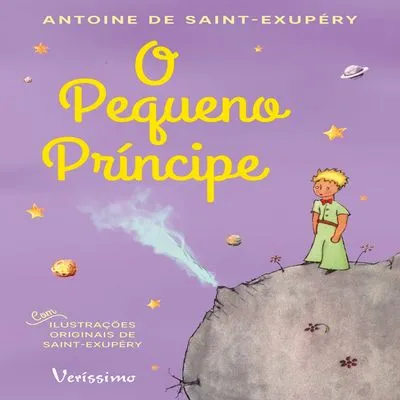 ANTOINE DE SAINT-EXUPÉRY
O
Pequeno
Príncipe
Com
ILUSTRAÇÕES
ORIGINAIS DE
SAINT-EXUPÉRY
Veríssimo